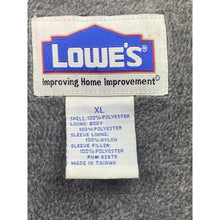 LOWE'S
Improving Home Improvement
XL
SHELL: 100% POLYESTER
LINING: BODY
100% POLYESTER
SLEEVE LINING:
100% NYLON
SLEEVE FILLER:
100% POLYESTER
RN# 82679
MADE IN TAIWAN